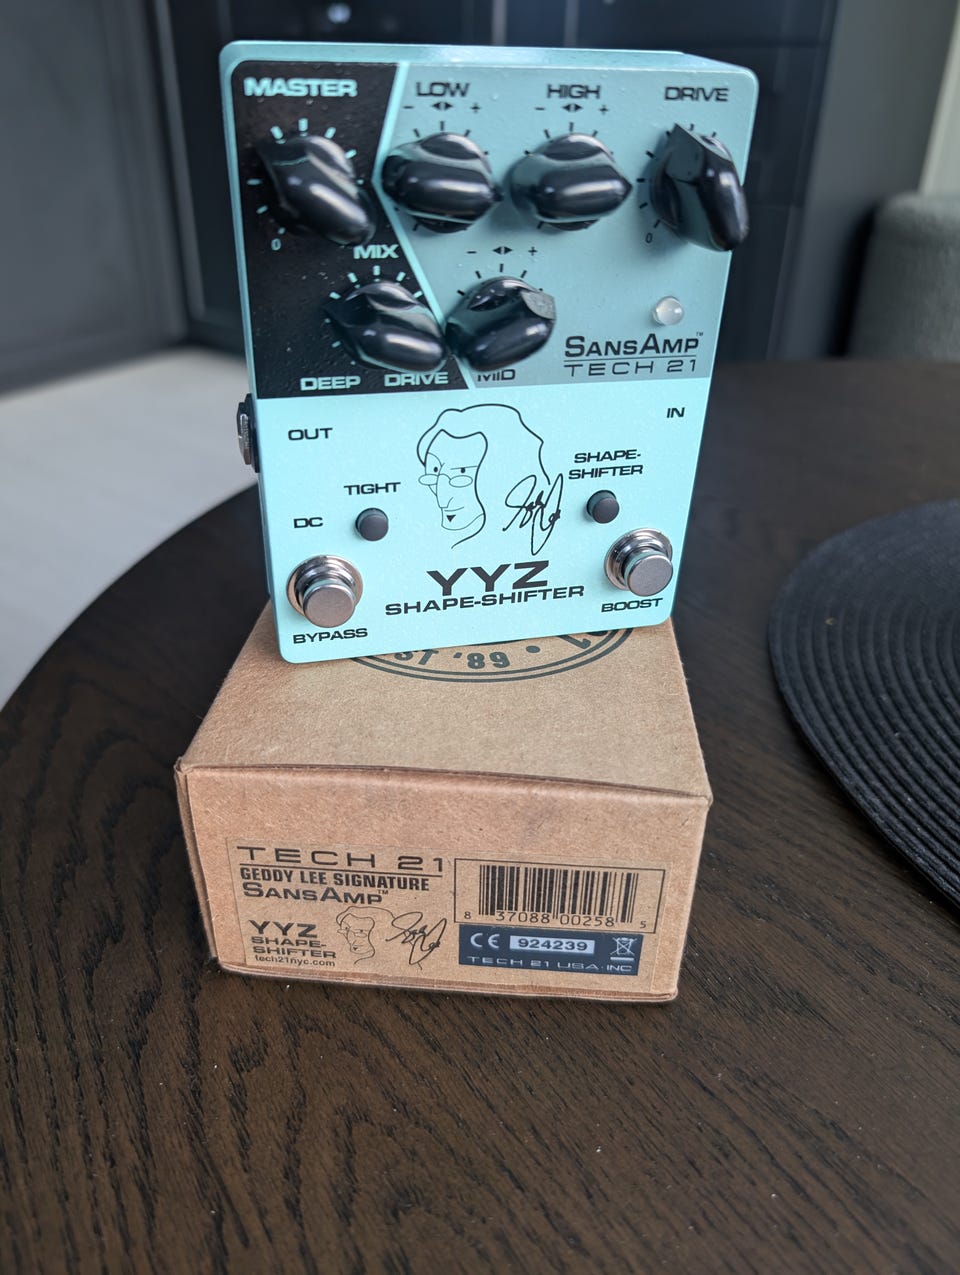 MASTER
LOW
HIGH
DRIVE
- +
- +
0
0
MIX
- +
DEEP DRIVE
MID
SANSAMP™
TECH 21
OUT
IN
SHAPE-
SHIFTER
TIGHT
DC
YYZ
SHAPE-SHIFTER
BYPASS
BOOST
TECH 21
GEDDY LEE SIGNATURE
SANSAMP™
YYZ
SHAPE-
SHIFTER
tech21nyc.com
8 37088 00258 5
CE 924239
TECH 21 USA, INC